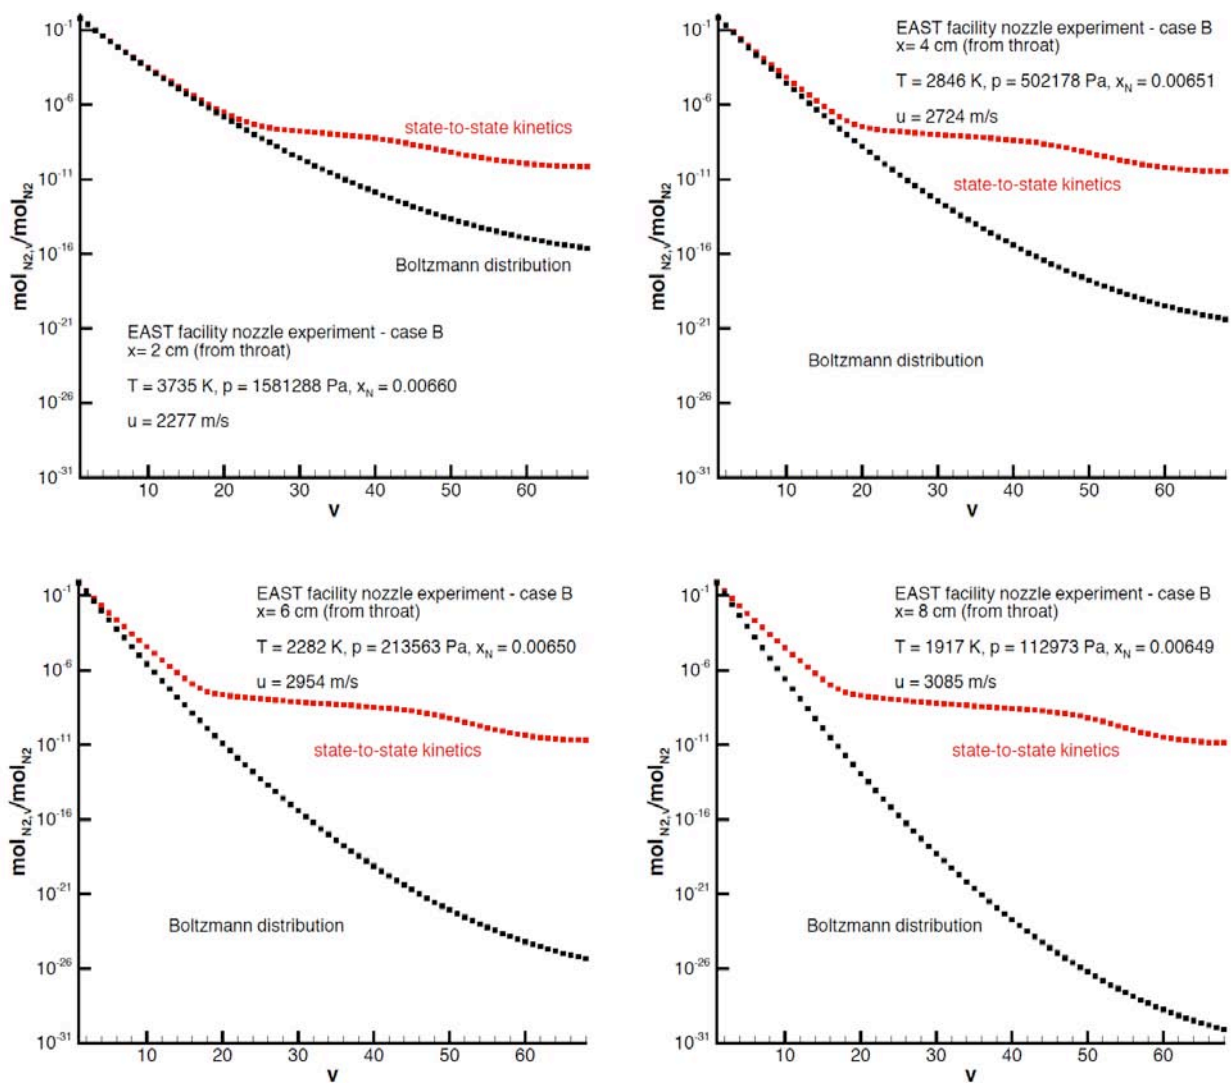 EAST facility nozzle experiment - case B
x= 2 cm (from throat)
T = 3735 K, p = 1581288 Pa, x_N = 0.00660
u = 2277 m/s
state-to-state kinetics
Boltzmann distribution
mol_N2,v/mol_N2
10^-1
10^-6
10^-11
10^-16
10^-21
10^-26
10^-31
10 20 30 40 50 60
v
EAST facility nozzle experiment - case B
x= 4 cm (from throat)
T = 2846 K, p = 502178 Pa, x_N = 0.00651
u = 2724 m/s
state-to-state kinetics
Boltzmann distribution
mol_N2,v/mol_N2
10^-1
10^-6
10^-11
10^-16
10^-21
10^-26
10^-31
10 20 30 40 50 60
v
EAST facility nozzle experiment - case B
x= 6 cm (from throat)
T = 2282 K, p = 213563 Pa, x_N = 0.00650
u = 2954 m/s
state-to-state kinetics
Boltzmann distribution
mol_N2,v/mol_N2
10^-1
10^-6
10^-11
10^-16
10^-21
10^-26
10^-31
10 20 30 40 50 60
v
EAST facility nozzle experiment - case B
x= 8 cm (from throat)
T = 1917 K, p = 112973 Pa, x_N = 0.00649
u = 3085 m/s
state-to-state kinetics
Boltzmann distribution
mol_N2,v/mol_N2
10^-1
10^-6
10^-11
10^-16
10^-21
10^-26
10^-31
10 20 30 40 50 60
v